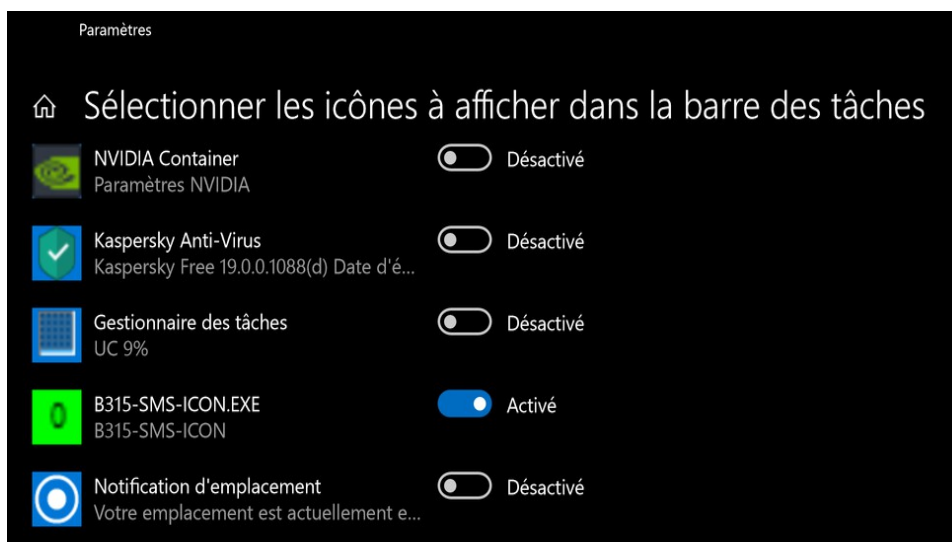 Paramètres
Sélectionner les icônes à afficher dans la barre des tâches
NVIDIA Container
Paramètres NVIDIA
Désactivé
Kaspersky Anti-Virus
Kaspersky Free 19.0.0.1088(d) Date d'é...
Désactivé
Gestionnaire des tâches
UC 9%
Désactivé
0
B315-SMS-ICON.EXE
B315-SMS-ICON
Activé
Notification d'emplacement
Votre emplacement est actuellement e...
Désactivé